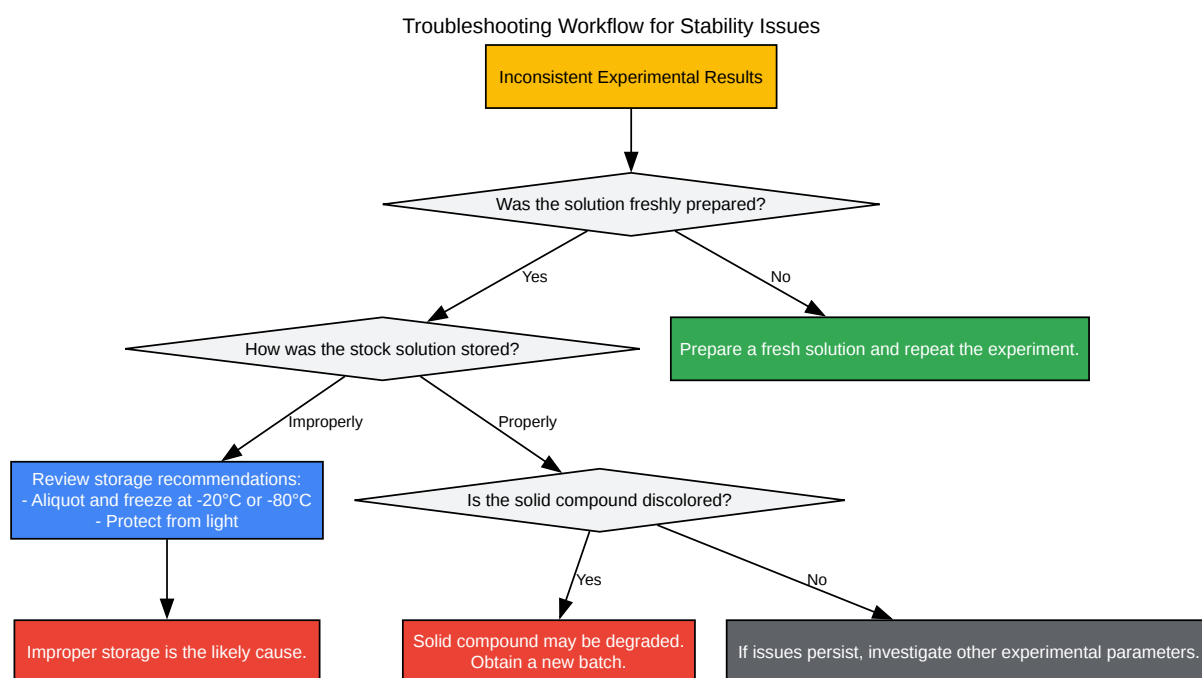 Troubleshooting Workflow for Stability Issues
Inconsistent Experimental Results
Was the solution freshly prepared?
Yes
No
How was the stock solution stored?
Prepare a fresh solution and repeat the experiment.
Improperly
Properly
Review storage recommendations:
- Aliquot and freeze at -20°C or -80°C
- Protect from light
Is the solid compound discolored?
Yes
No
Improper storage is the likely cause.
Solid compound may be degraded.
Obtain a new batch.
If issues persist, investigate other experimental parameters.